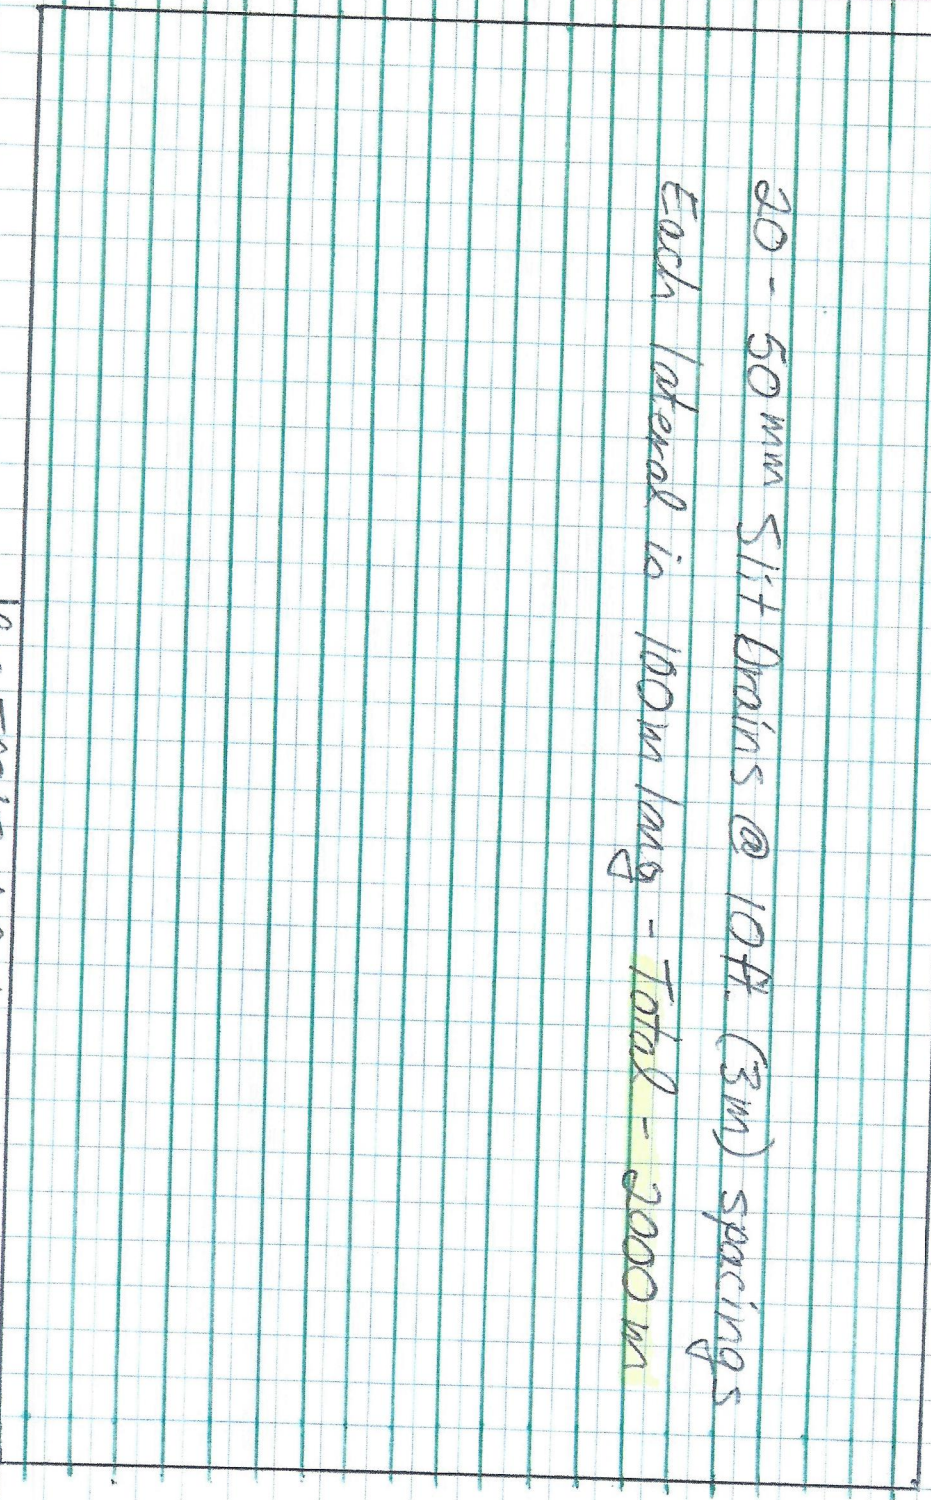 20 - 50mm Slit Drains @ 10ft. (3m) spacings
Each lateral is 100m long - Total - 2000m